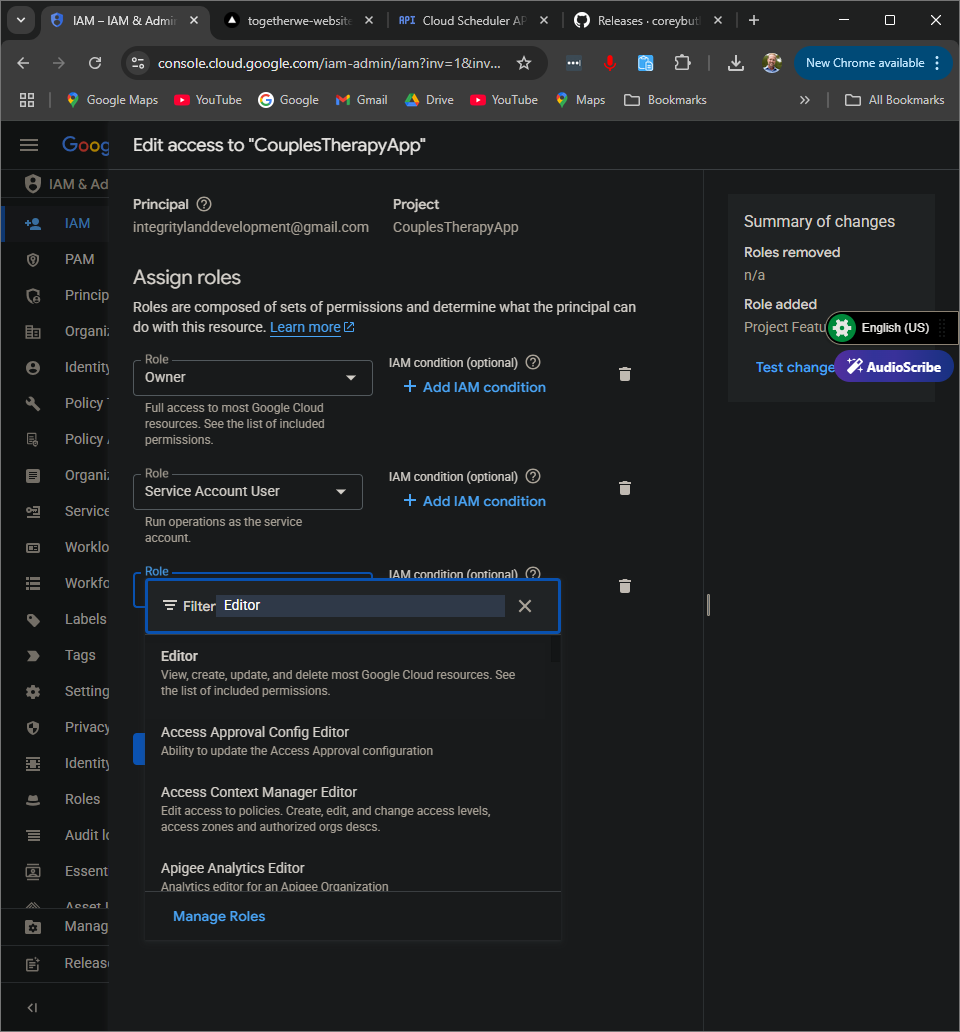 IAM – IAM & Admi
togetherwe-website
API Cloud Scheduler AP
Releases · coreybut
console.cloud.google.com/iam-admin/iam?inv=1&inv...
New Chrome available
Google Maps
YouTube
Google
Gmail
Drive
YouTube
Maps
Bookmarks
All Bookmarks
Goog
Edit access to "CouplesTherapyApp"
IAM & Ad
IAM
PAM
Princip
Organi
Identity
Policy T
Policy A
Organiz
Service
Worklo
Workfo
Labels
Tags
Setting
Privacy
Identity
Roles
Audit lo
Essent
Asset I
Manag
Releas
Principal
integritylanddevelopment@gmail.com
Project
CouplesTherapyApp
Assign roles
Roles are composed of sets of permissions and determine what the principal can
do with this resource. Learn more
Role
Owner
IAM condition (optional)
+ Add IAM condition
Full access to most Google Cloud
resources. See the list of included
permissions.
Role
Service Account User
IAM condition (optional)
+ Add IAM condition
Run operations as the service
account.
Role
IAM condition (optional)
Filter Editor
Editor
View, create, update, and delete most Google Cloud resources. See
the list of included permissions.
Access Approval Config Editor
Ability to update the Access Approval configuration
Access Context Manager Editor
Edit access to policies. Create, edit, and change access levels,
access zones and authorized orgs descs.
Apigee Analytics Editor
Analytics editor for an Apigee Organization
Manage Roles
Summary of changes
Roles removed
n/a
Role added
Project Featu
English (US)
Test change
AudioScribe